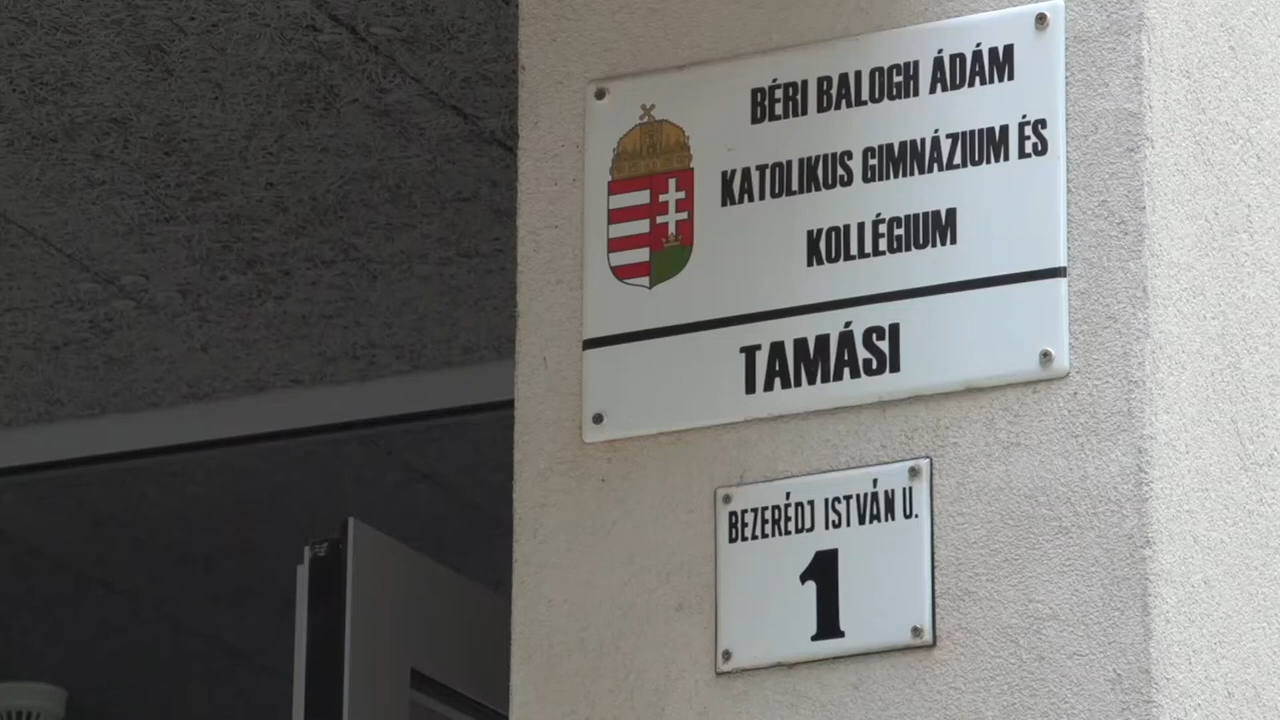 BÉRI BALOGH ÁDÁM
KATOLIKUS GIMNÁZIUM ÉS
KOLLÉGIUM
TAMÁSI
BEZERÉDJ ISTVÁN U.
1